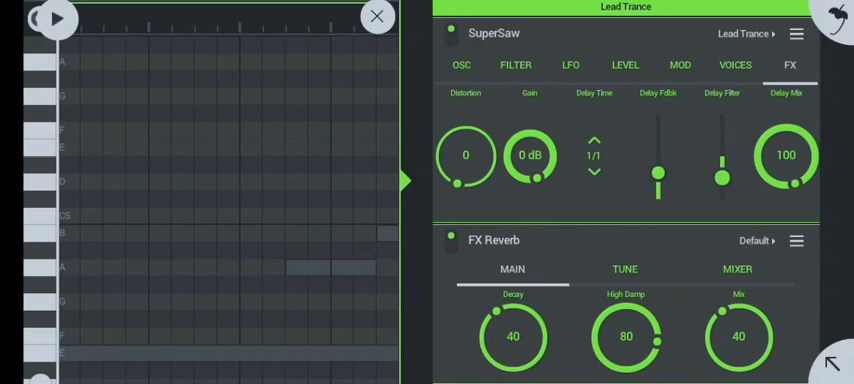 Lead Trance
SuperSaw
Lead Trance
OSC FILTER LFO LEVEL MOD VOICES FX
Distortion Gain Delay Time Delay Fdbk Delay Filter Delay Mix
0 0 dB 1/1 100
FX Reverb
Default
MAIN TUNE MIXER
Decay High Damp Mix
40 80 40
A
G
F
E
D
C5
B
A
G
F
E